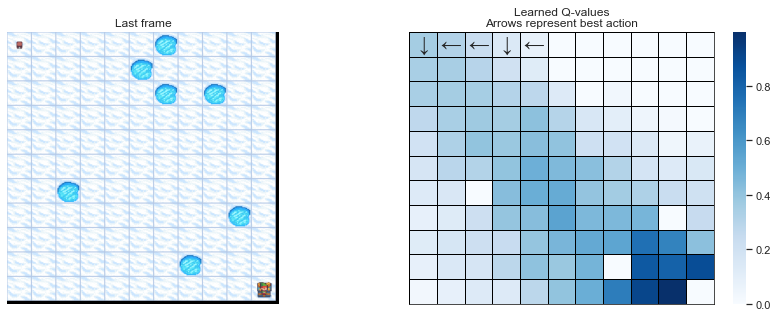 Last frame
Learned Q-values
Arrows represent best action
↓ ← ← ↓ ←
0.8
0.6
0.4
0.2
0.0